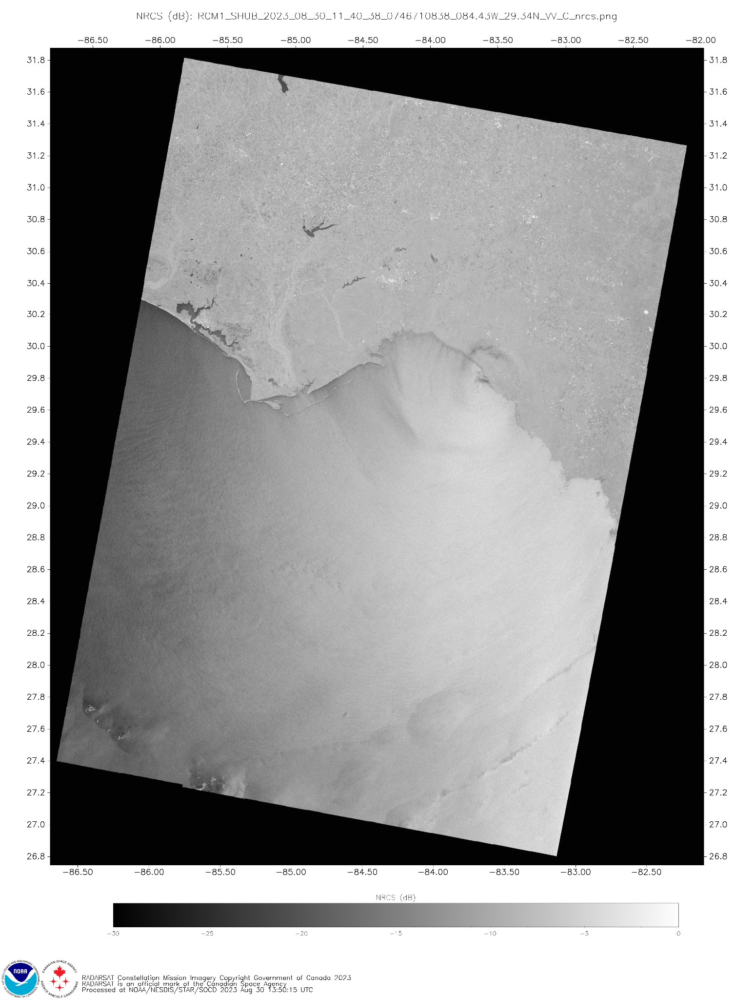 NRCS (dB): RCM1_SHUB_2023_08_30_11_40_38_0746710838_084.43W_29.34N_VV_C_nrcs.png
-86.50 -86.00 -85.50 -85.00 -84.50 -84.00 -83.50 -83.00 -82.50 -82.00
31.8 31.8
31.6 31.6
31.4 31.4
31.2 31.2
31.0 31.0
30.8 30.8
30.6 30.6
30.4 30.4
30.2 30.2
30.0 30.0
29.8 29.8
29.6 29.6
29.4 29.4
29.2 29.2
29.0 29.0
28.8 28.8
28.6 28.6
28.4 28.4
28.2 28.2
28.0 28.0
27.8 27.8
27.6 27.6
27.4 27.4
27.2 27.2
27.0 27.0
26.8 26.8
-86.50 -86.00 -85.50 -85.00 -84.50 -84.00 -83.50 -83.00 -82.50
NRCS (dB)
-30 -25 -20 -15 -10 -5 0
NATIONAL OCEANIC AND ATMOSPHERIC ADMINISTRATION
NOAA
U.S. DEPARTMENT OF COMMERCE
CANADIAN SPACE AGENCY
AGENCE SPATIALE CANADIENNE
RADARSAT Constellation Mission Imagery Copyright Government of Canada 2023
RADARSAT is an official mark of the Canadian Space Agency
Processed at NOAA/NESDIS/STAR/SOCD 2023 Aug 30 13:50:15 UTC